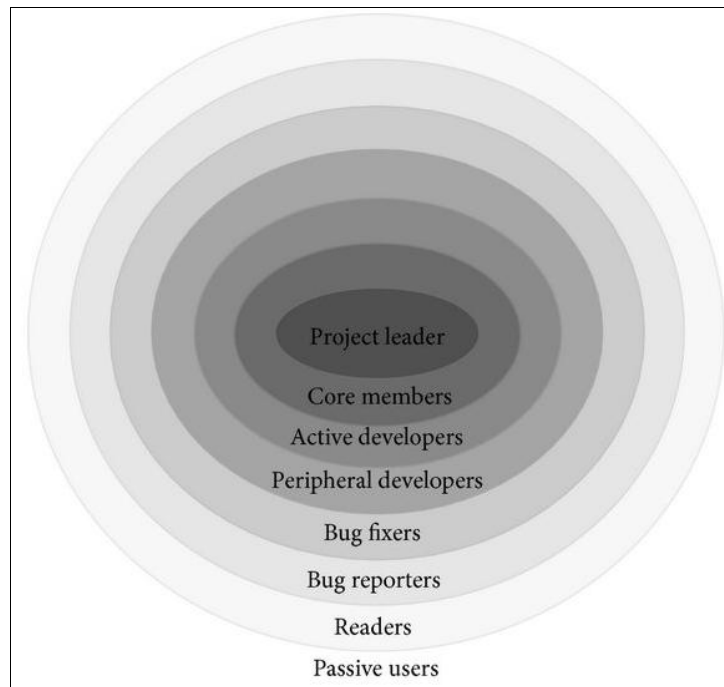 Project leader
Core members
Active developers
Peripheral developers
Bug fixers
Bug reporters
Readers
Passive users